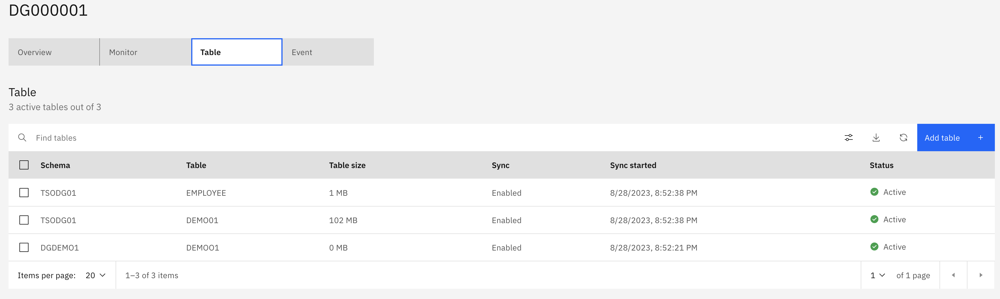 DG000001
Overview Monitor Table Event
Table
3 active tables out of 3
Find tables Add table +
Schema Table Table size Sync Sync started Status
TSODG01 EMPLOYEE 1 MB Enabled 8/28/2023, 8:52:38 PM Active
TSODG01 DEMO01 102 MB Enabled 8/28/2023, 8:52:38 PM Active
DGDEMO1 DEMOO1 0 MB Enabled 8/28/2023, 8:52:21 PM Active
Items per page: 20 1–3 of 3 items 1 of 1 page